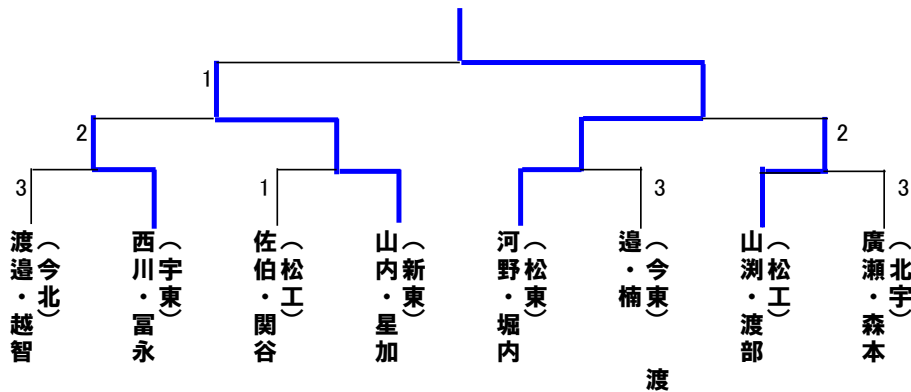 1
2
2
3
1
3
3
渡邉・越智
（今北）
西川・冨永
（宇東）
佐伯・関谷
（松工）
山内・星加
（新東）
河野・堀内
（松東）
邉・楠
（今東）
渡
山渕・渡部
（松工）
廣瀬・森本
（北宇）